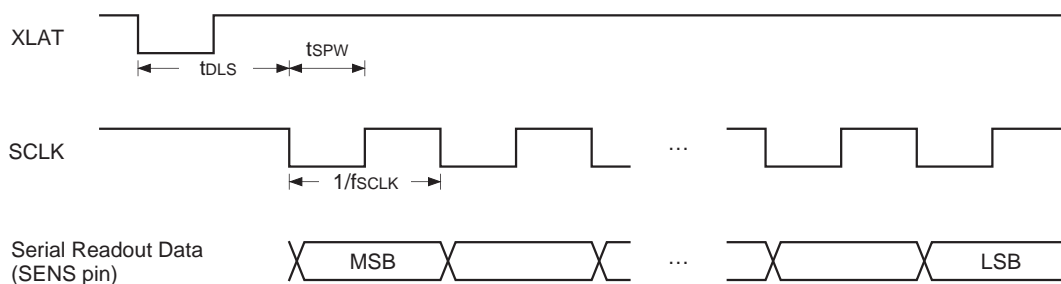 XLAT
tSPW
tDLS
SCLK
...
1/fSCLK
Serial Readout Data
(SENS pin)
MSB
...
LSB